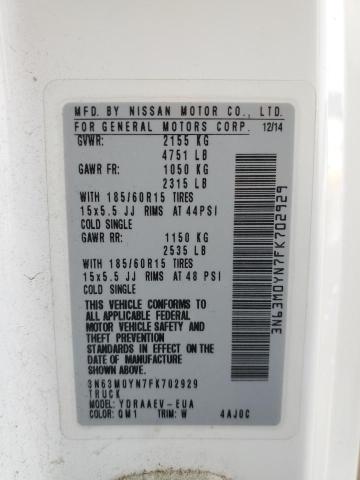 MFD. BY NISSAN MOTOR CO., LTD.
FOR GENERAL MOTORS CORP. 12/14
GVWR: 2155 KG
4751 LB
GAWR FR: 1050 KG
2315 LB
WITH 185/60R15 TIRES
15x5.5 JJ RIMS AT 44PSI
COLD SINGLE
GAWR RR: 1150 KG
2535 LB
WITH 185/60R15 TIRES
15x5.5 JJ RIMS AT 48 PSI
COLD SINGLE
THIS VEHICLE CONFORMS TO
ALL APPLICABLE FEDERAL
MOTOR VEHICLE SAFETY AND
AND THEFT PREVENTION
STANDARDS IN EFFECT ON THE
DATE OF MANUFACTURE
SHOWN ABOVE.
3N63M0YN7FK702929
TRUCK
MODEL: YDRAAEV-EUA
COLOR: QM1 TRIM: W 4AJ0C
3N63M0YN7FK702929